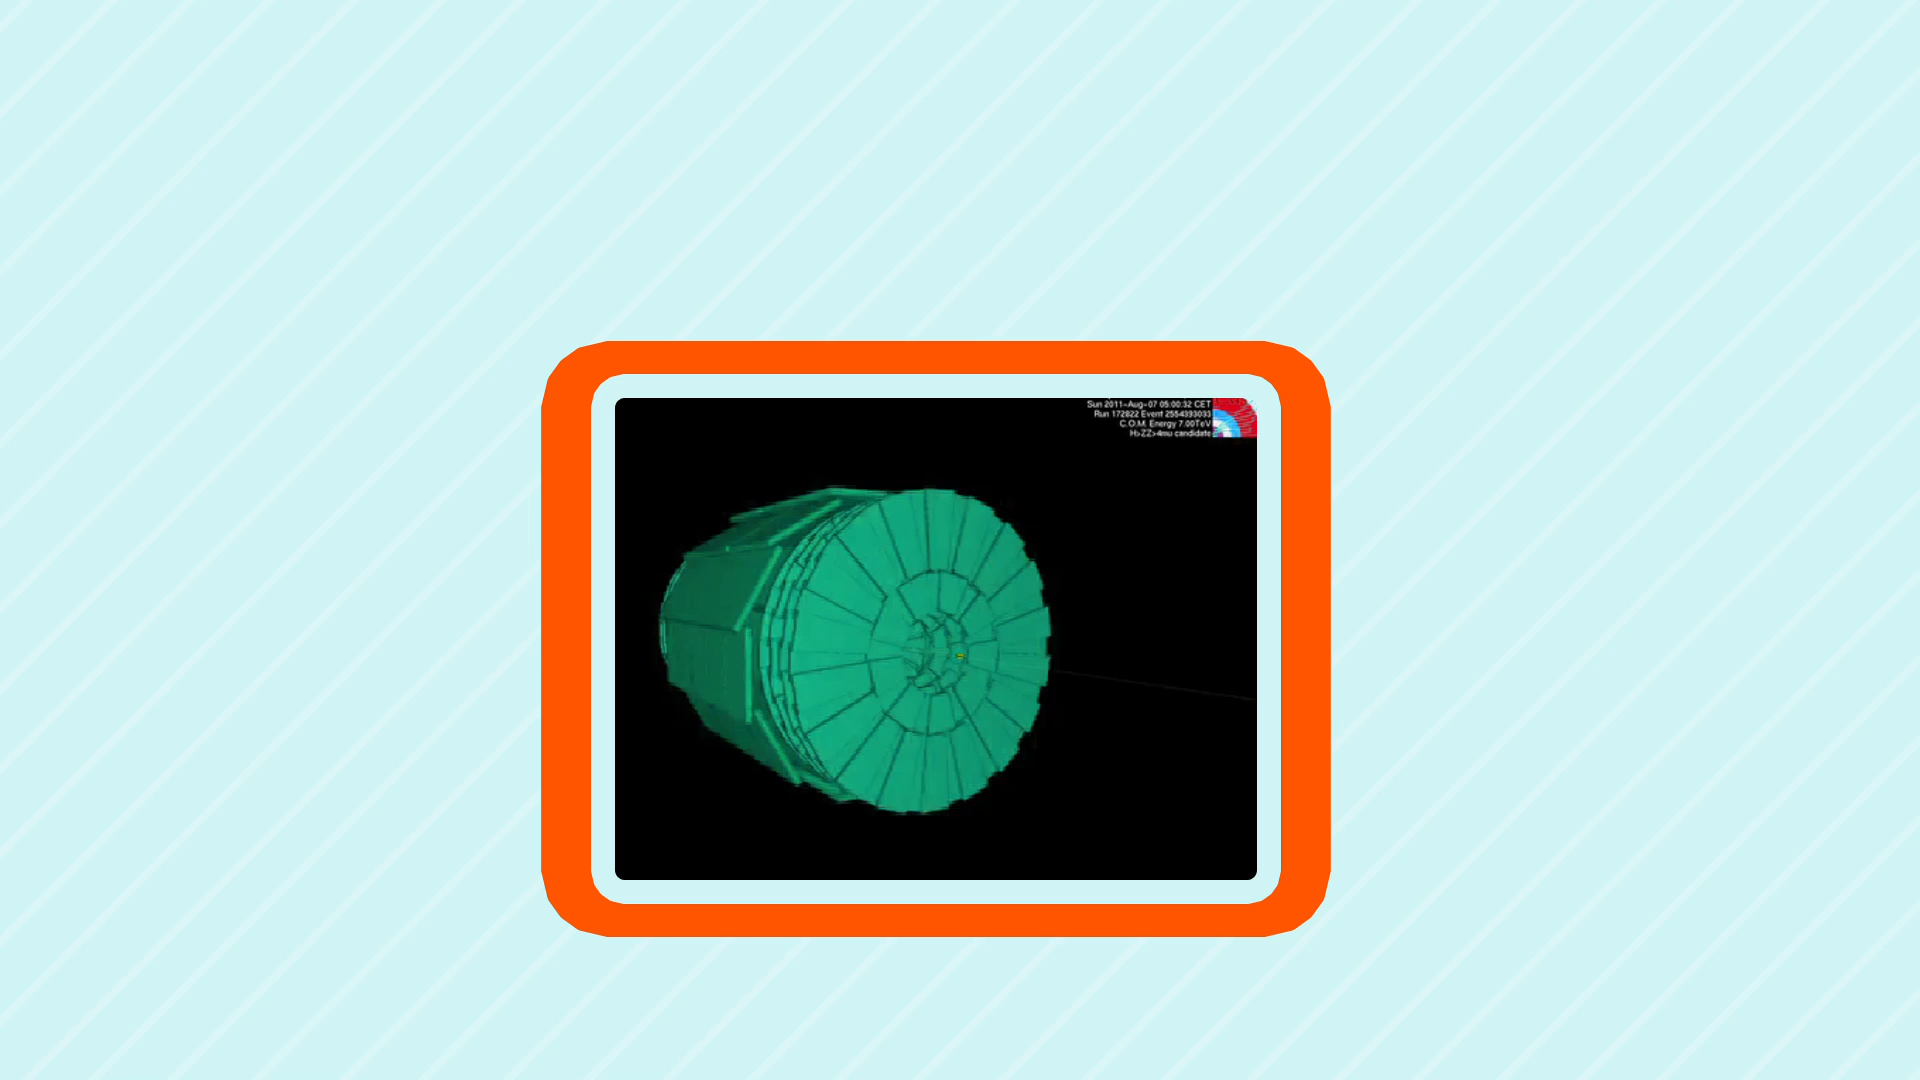 Sun 2011-Aug-07 05:00:32 CET
Run 172822 Event 2554393033
C.O.M. Energy 7.00TeV
H>ZZ>4mu candidate